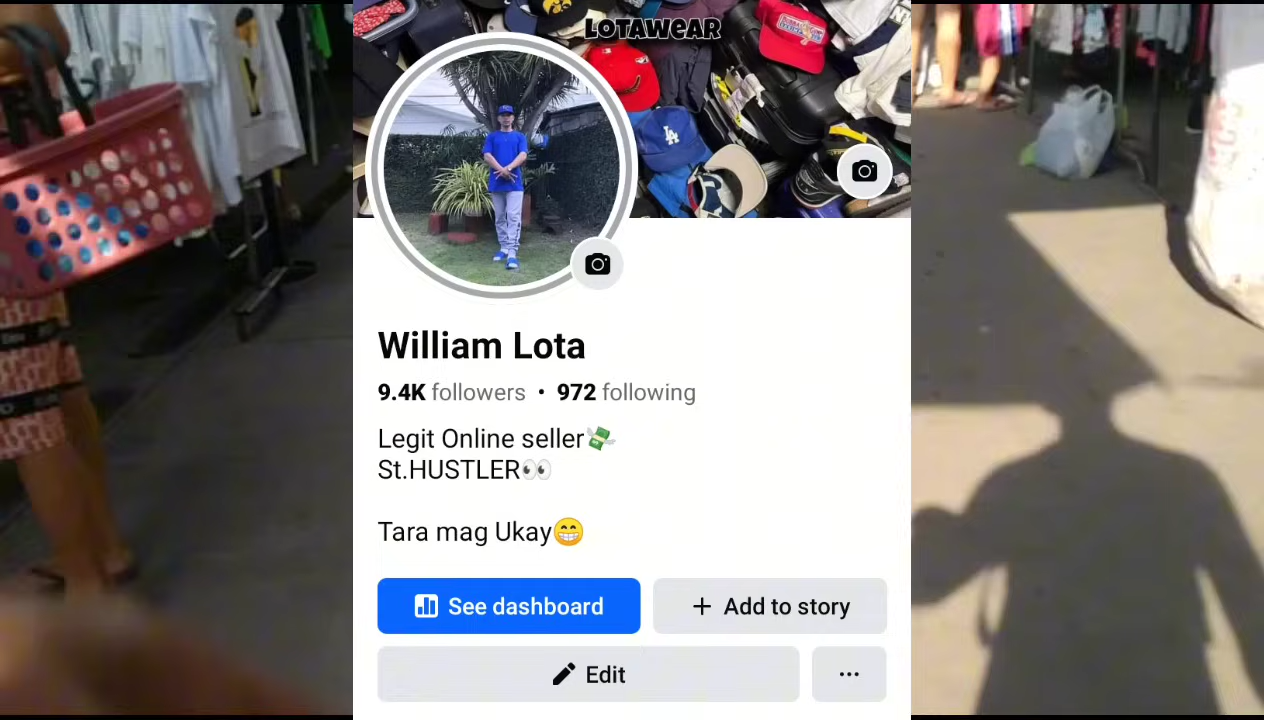 LOTAWEAR
LA
William Lota
9.4K followers • 972 following
Legit Online seller💸
St.HUSTLER👀
Tara mag Ukay😁
See dashboard
+ Add to story
Edit